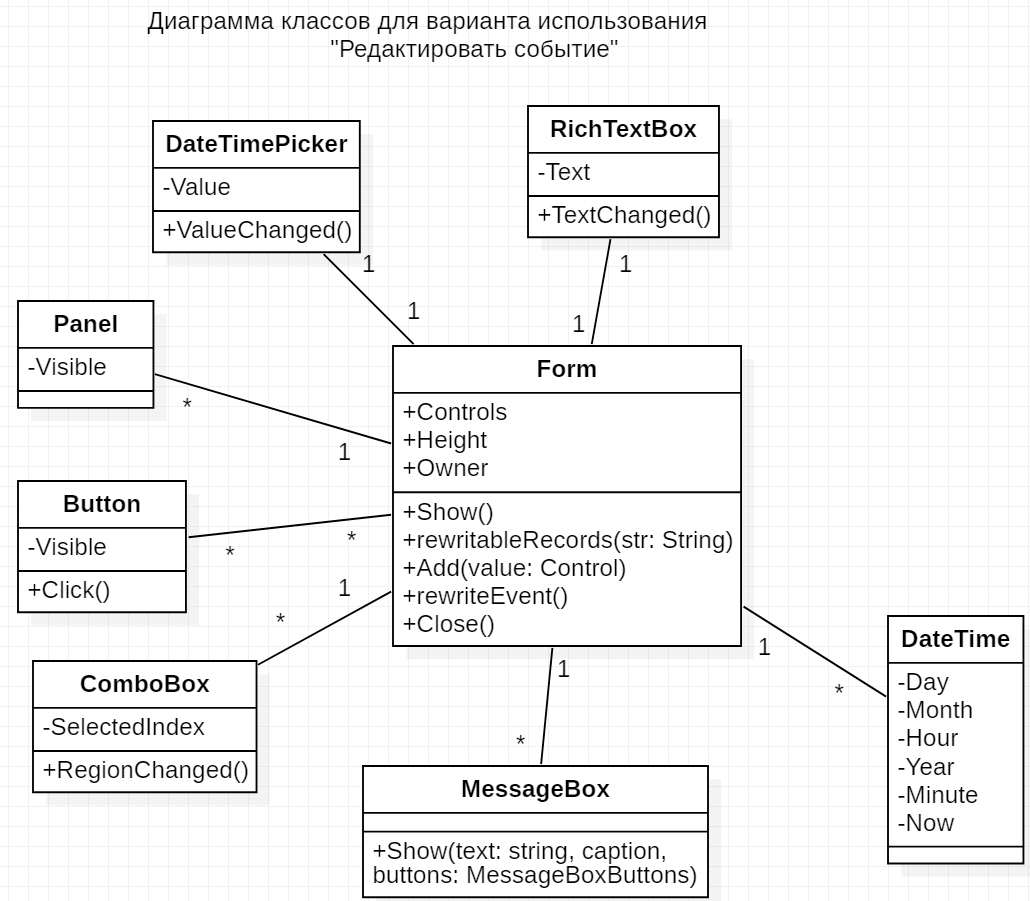 Диаграмма классов для варианта использования
"Редактировать событие"
DateTimePicker
-Value
+ValueChanged()
RichTextBox
-Text
+TextChanged()
1
1
1
1
Panel
-Visible
*
1
Form
+Controls
+Height
+Owner
+Show()
+rewritableRecords(str: String)
+Add(value: Control)
+rewriteEvent()
+Close()
Button
-Visible
+Click()
*
*
1
*
ComboBox
-SelectedIndex
+RegionChanged()
1
*
MessageBox
+Show(text: string, caption,
buttons: MessageBoxButtons)
1
*
DateTime
-Day
-Month
-Hour
-Year
-Minute
-Now